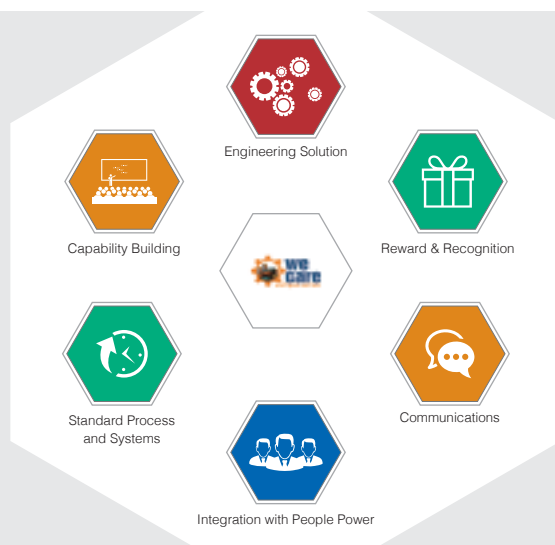 Engineering Solution
Capability Building
Reward & Recognition
we
care
Standard Process
and Systems
Communications
Integration with People Power